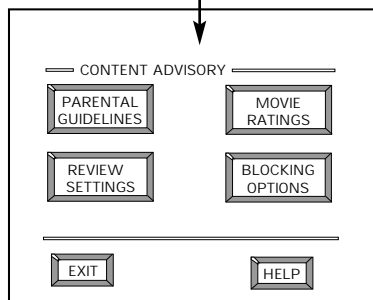 CONTENT ADVISORY
PARENTAL
GUIDELINES
MOVIE
RATINGS
REVIEW
SETTINGS
BLOCKING
OPTIONS
EXIT
HELP